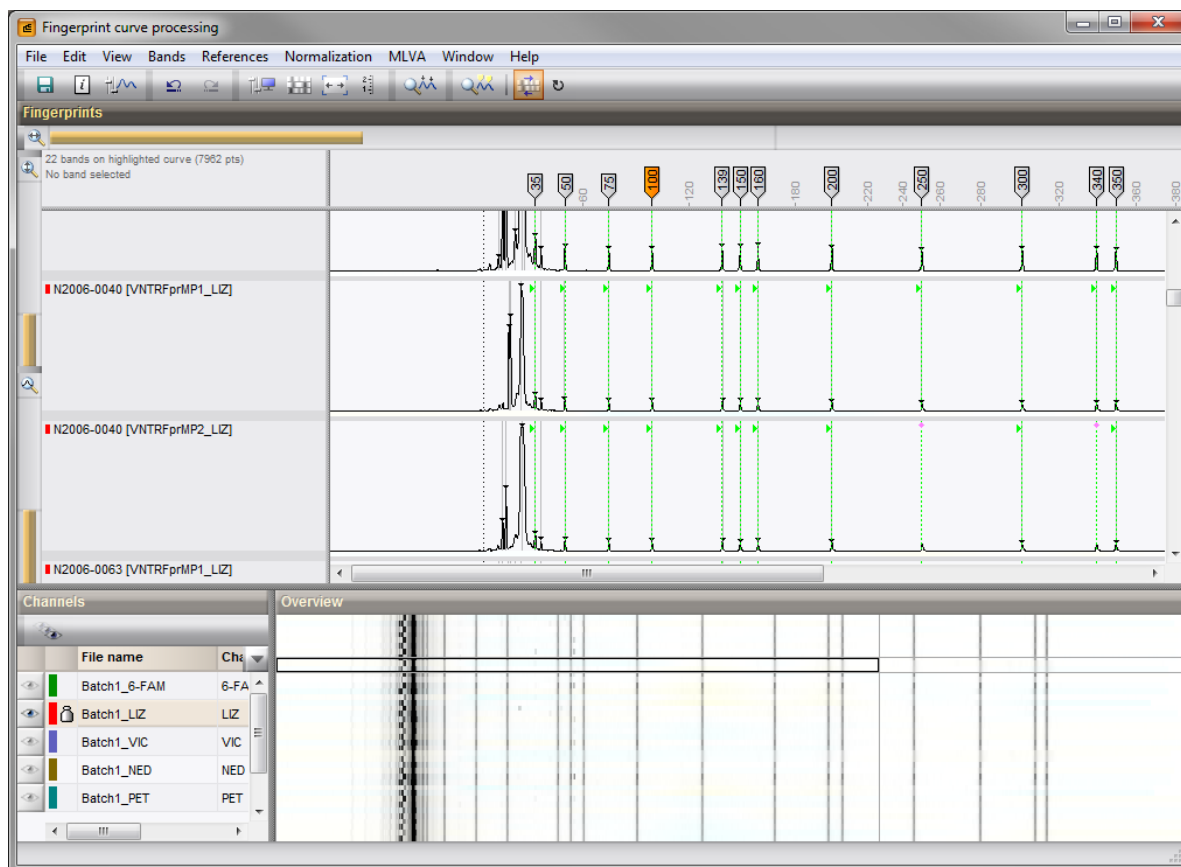 Fingerprint curve processing
File Edit View Bands References Normalization MLVA Window Help
Fingerprints
22 bands on highlighted curve (7962 pts)
No band selected
35 50 -60 75 100 -120 139 150 160 -180 200 -220 -240 250 -260 -280 300 -320 340 350 -360 -380
N2006-0040 [VNTRFprMP1_LIZ]
N2006-0040 [VNTRFprMP2_LIZ]
N2006-0063 [VNTRFprMP1_LIZ]
Channels Overview
File name Cha
Batch1_6-FAM 6-FA
Batch1_LIZ LIZ
Batch1_VIC VIC
Batch1_NED NED
Batch1_PET PET